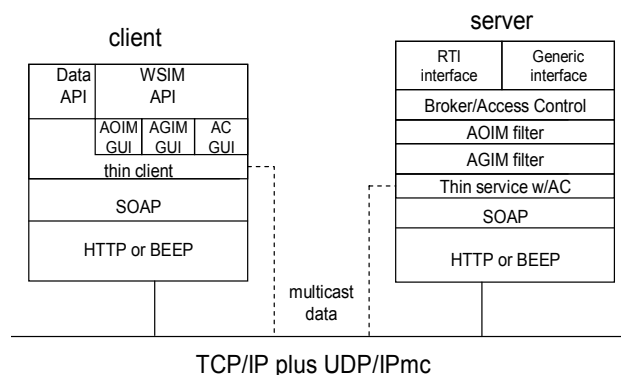 client
Data
API
WSIM
API
AOIM
GUI
AGIM
GUI
AC
GUI
thin client
SOAP
HTTP or BEEP
server
RTI
interface
Generic
interface
Broker/Access Control
AOIM filter
AGIM filter
Thin service w/AC
SOAP
HTTP or BEEP
multicast
data
TCP/IP plus UDP/IPmc